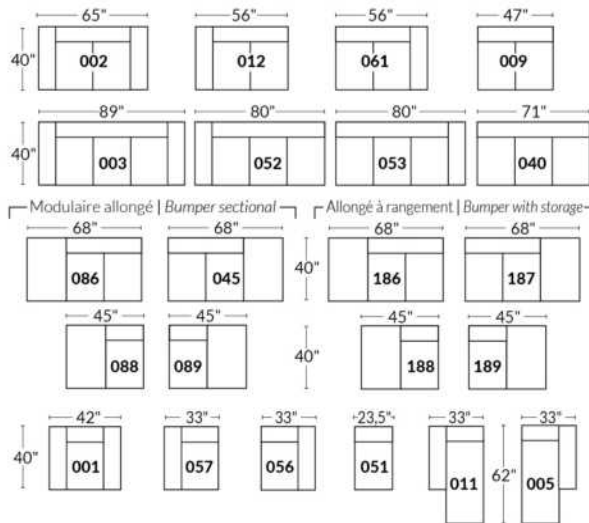 65" 56" 56" 47"
40" 002 012 061 009
89" 80" 80" 71"
40" 003 052 053 040
Modulaire allongé | Bumper sectional Allongé à rangement | Bumper with storage
68" 68" 68" 68"
086 045 40" 186 187
45" 45" 45" 45"
088 089 40" 188 189
42" 33" 33" 23,5" 33" 33"
40" 001 057 056 051 011 62" 005